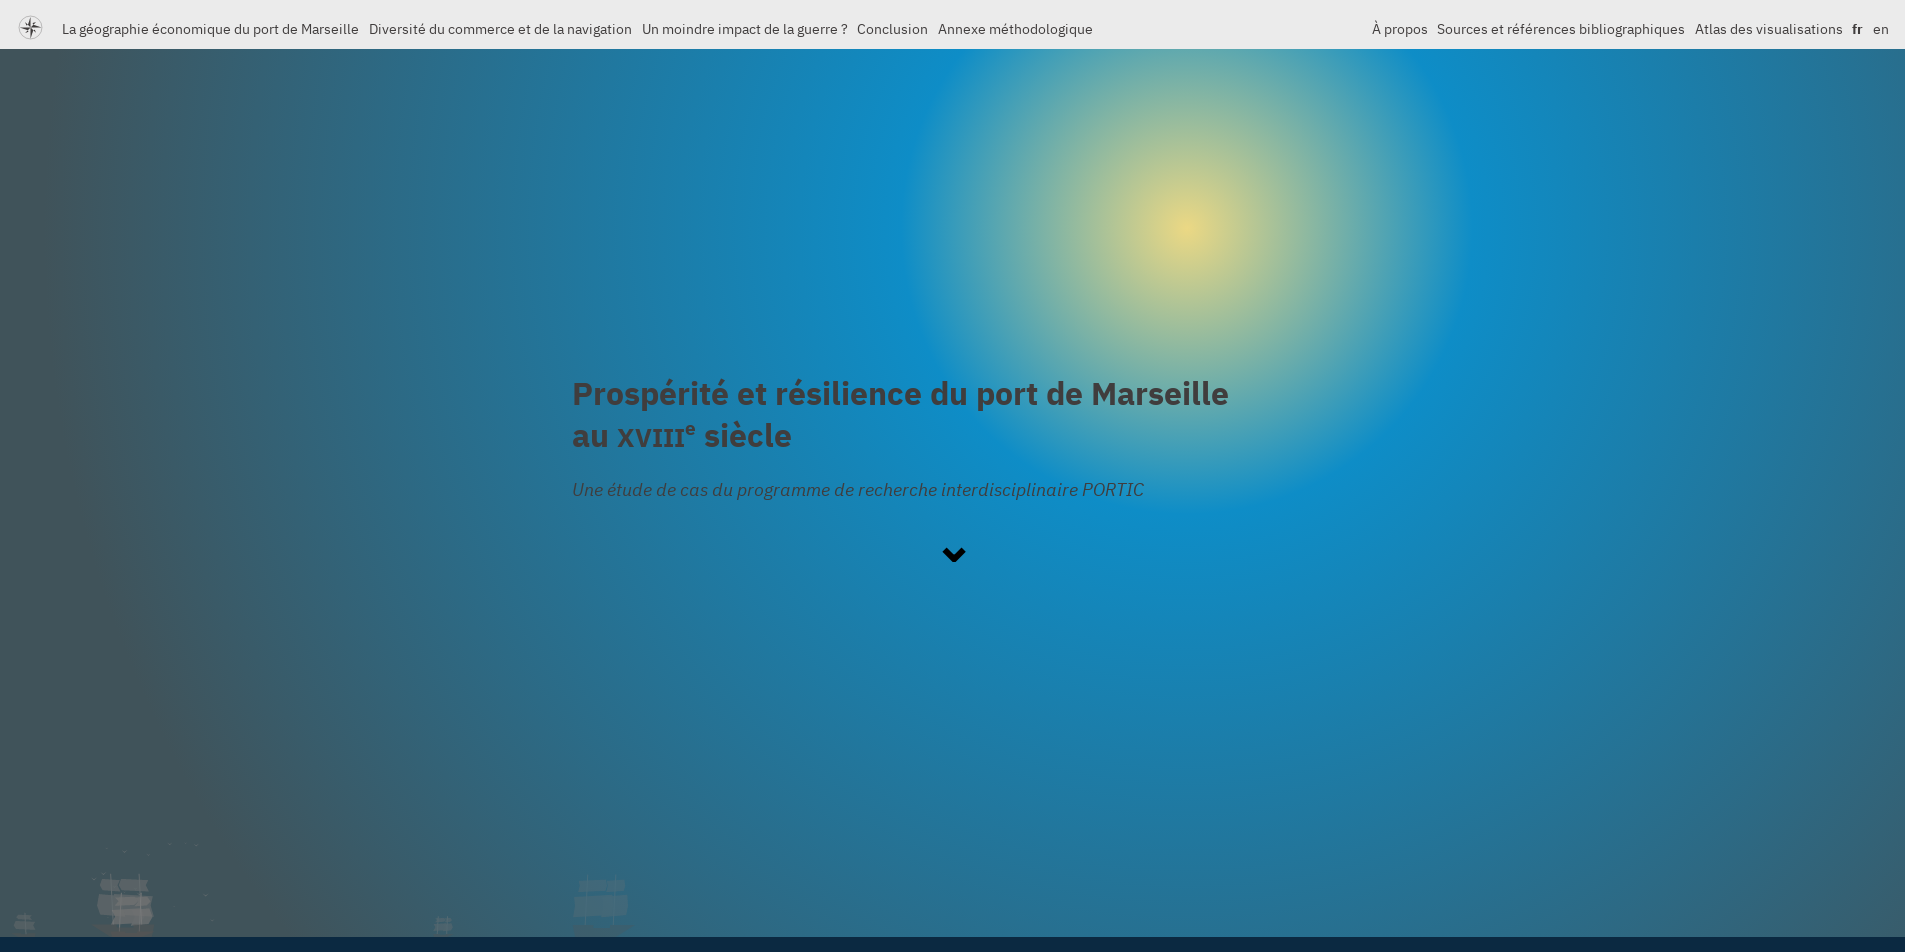 La géographie économique du port de Marseille Diversité du commerce et de la navigation Un moindre impact de la guerre ? Conclusion Annexe méthodologique À propos Sources et références bibliographiques Atlas des visualisations fr en
Prospérité et résilience du port de Marseille
au XVIIIe siècle
Une étude de cas du programme de recherche interdisciplinaire PORTIC